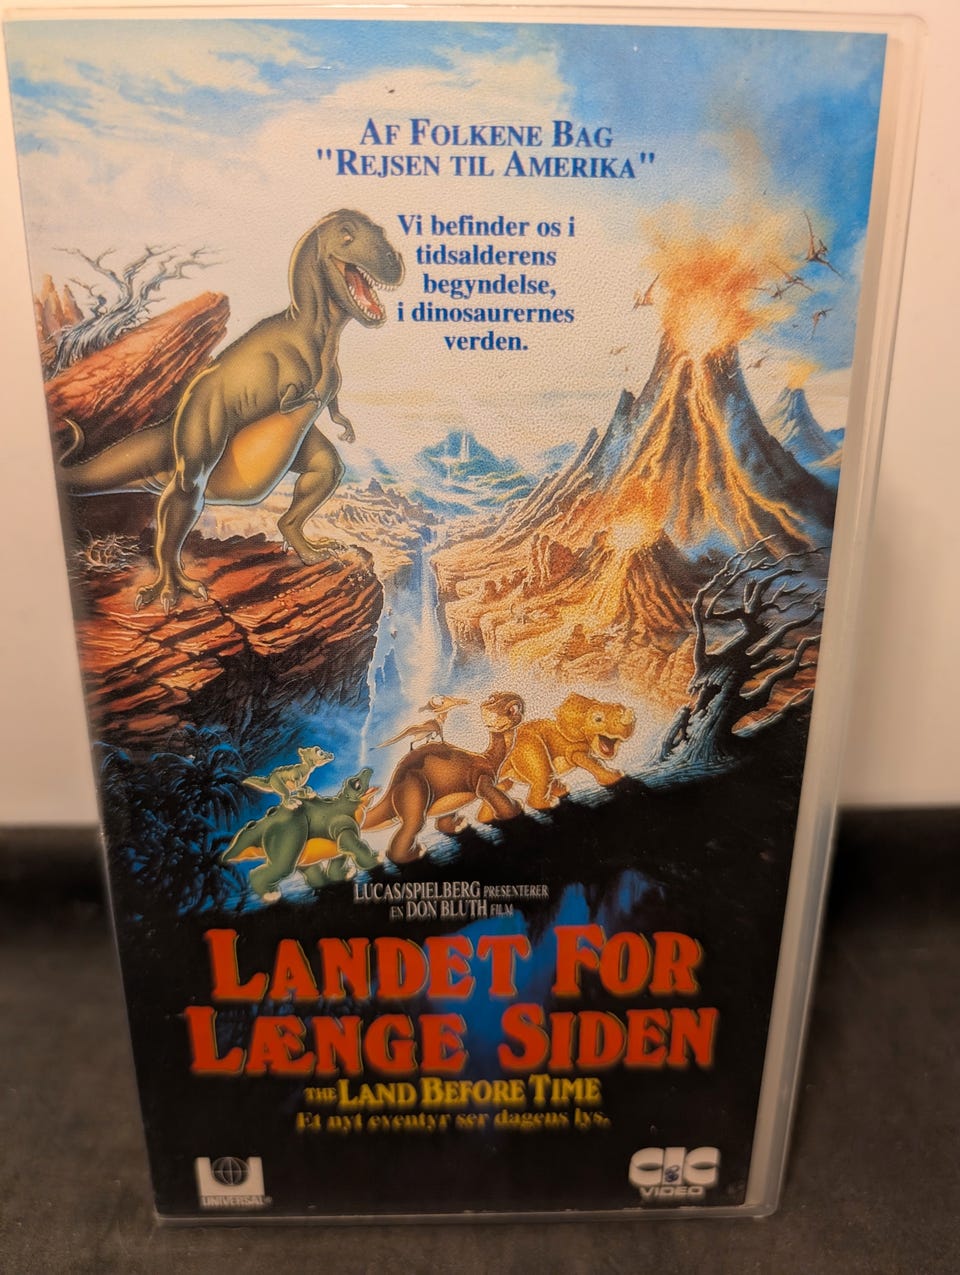 AF FOLKENE BAG
"REJSEN TIL AMERIKA"
Vi befinder os i
tidsalderens
begyndelse,
i dinosaurernes
verden.
LUCAS/SPIELBERG PRESENTERER
EN DON BLUTH FILM
LANDET FOR
LÆNGE SIDEN
THE LAND BEFORE TIME
Et nyt eventyr ser dagens lys.
UNIVERSAL®
CIC
VIDEO